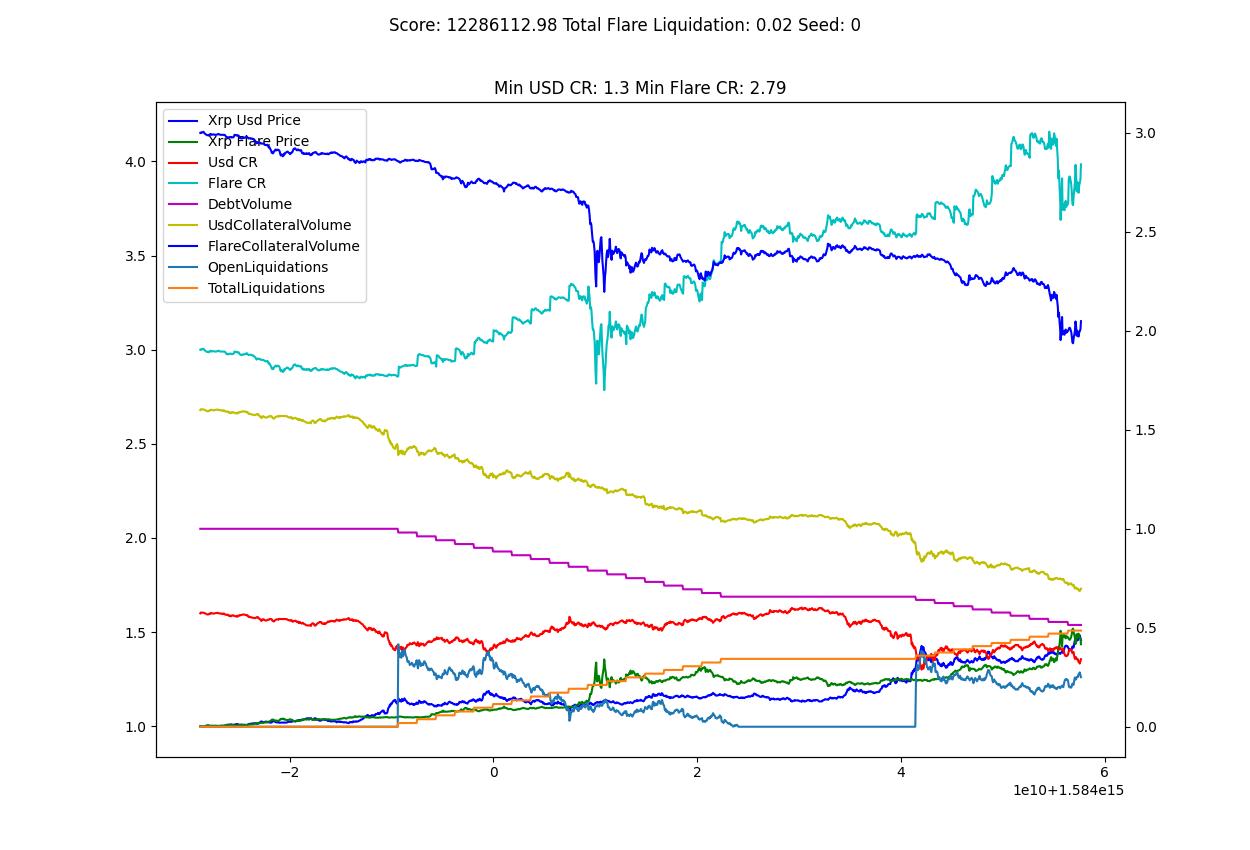 Score: 12286112.98 Total Flare Liquidation: 0.02 Seed: 0
Min USD CR: 1.3 Min Flare CR: 2.79
Xrp Usd Price
Xrp Flare Price
Usd CR
Flare CR
DebtVolume
UsdCollateralVolume
FlareCollateralVolume
OpenLiquidations
TotalLiquidations
4.0
3.5
3.0
2.5
2.0
1.5
1.0
3.0
2.5
2.0
1.5
1.0
0.5
0.0
−2 0 2 4 6
1e10+1.584e15